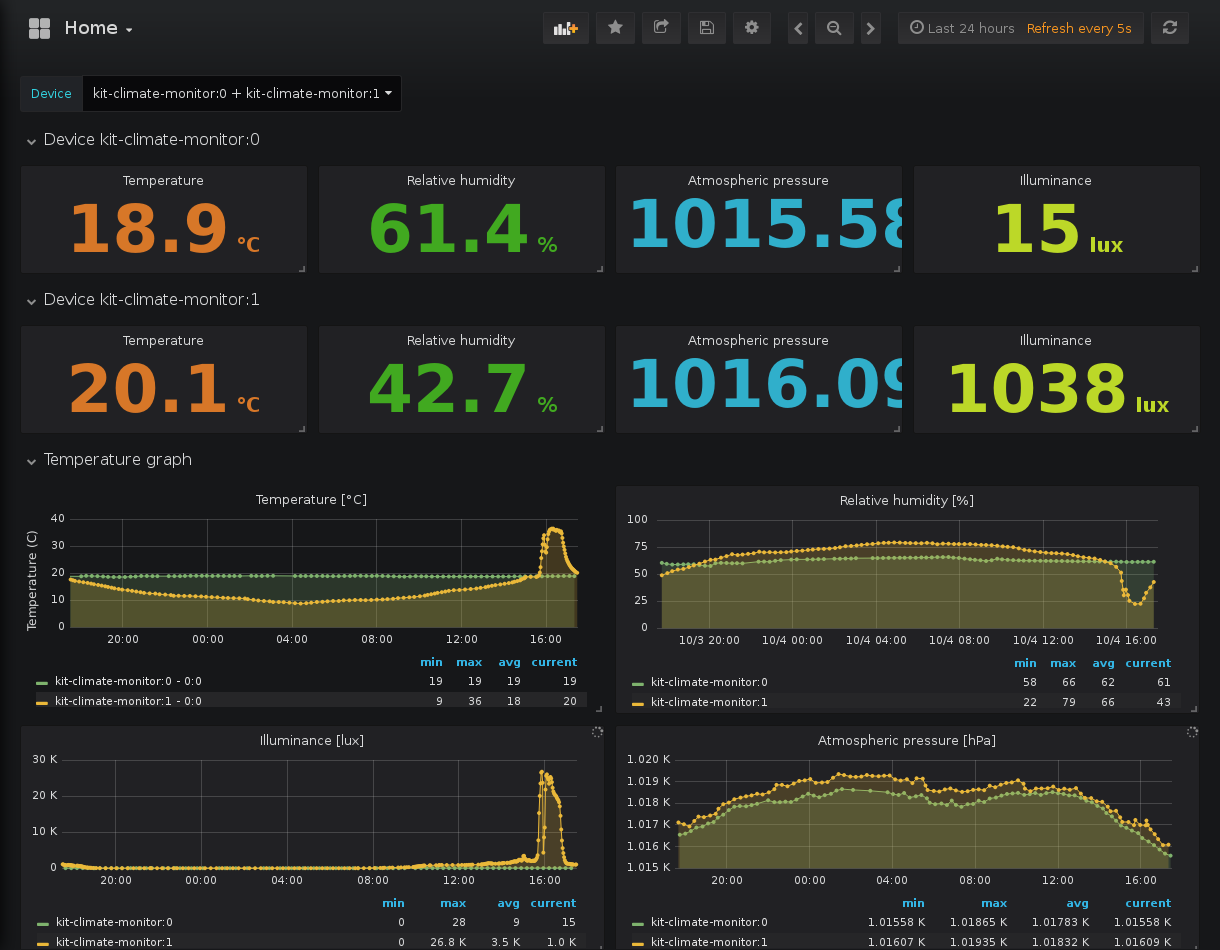 Home
Last 24 hours Refresh every 5s
Device kit-climate-monitor:0 + kit-climate-monitor:1
Device kit-climate-monitor:0
Temperature Relative humidity Atmospheric pressure Illuminance
18.9 °C 61.4 % 1015.58 15 lux
Device kit-climate-monitor:1
Temperature Relative humidity Atmospheric pressure Illuminance
20.1 °C 42.7 % 1016.09 1038 lux
Temperature graph
Temperature [°C]
Temperature (C)
40
30
20
10
0
20:00 00:00 04:00 08:00 12:00 16:00
min max avg current
kit-climate-monitor:0 - 0:0 19 19 19 19
kit-climate-monitor:1 - 0:0 9 36 18 20
Relative humidity [%]
100
75
50
25
0
10/3 20:00 10/4 00:00 10/4 04:00 10/4 08:00 10/4 12:00 10/4 16:00
min max avg current
kit-climate-monitor:0 58 66 62 61
kit-climate-monitor:1 22 79 66 43
Illuminance [lux]
30 K
20 K
10 K
0
20:00 00:00 04:00 08:00 12:00 16:00
min max avg current
kit-climate-monitor:0 0 28 9 15
kit-climate-monitor:1 0 26.8 K 3.5 K 1.0 K
Atmospheric pressure [hPa]
1.020 K
1.019 K
1.018 K
1.017 K
1.016 K
1.015 K
20:00 00:00 04:00 08:00 12:00 16:00
min max avg current
kit-climate-monitor:0 1.01558 K 1.01865 K 1.01783 K 1.01558 K
kit-climate-monitor:1 1.01607 K 1.01935 K 1.01832 K 1.01609 K